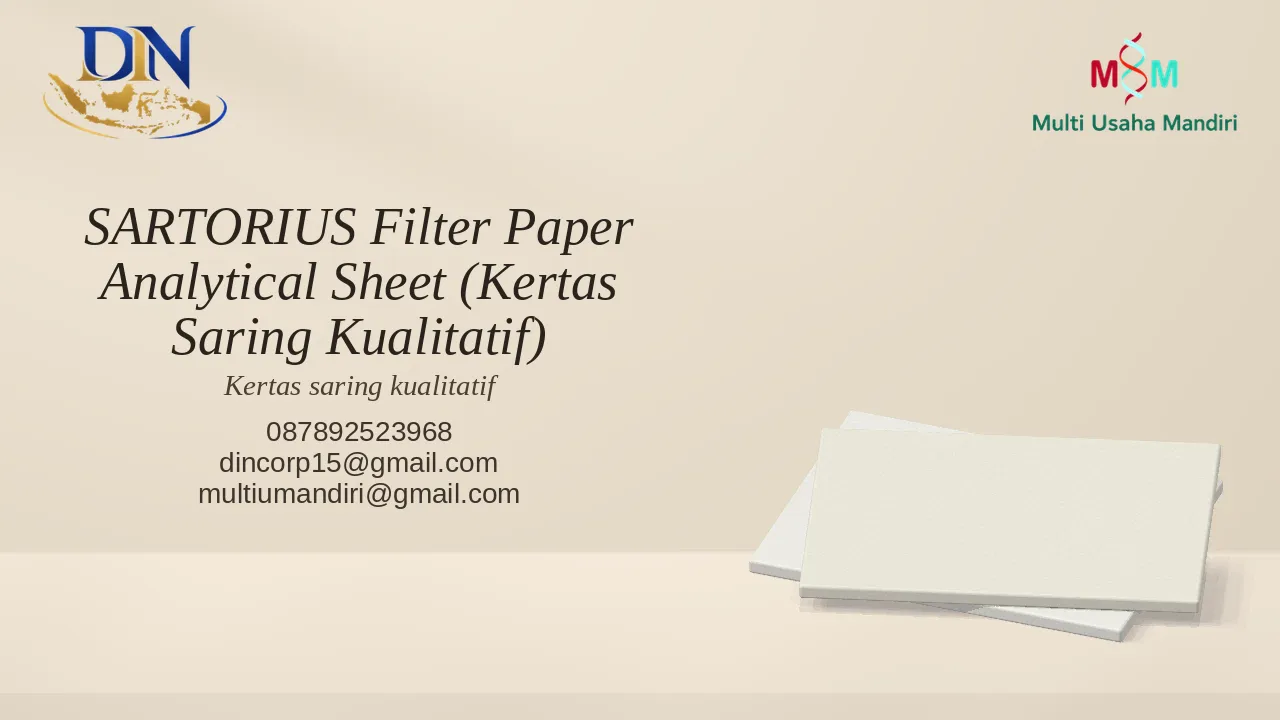 DIN
MSM
Multi Usaha Mandiri
SARTORIUS Filter Paper
Analytical Sheet (Kertas
Saring Kualitatif)
Kertas saring kualitatif
087892523968
dincorp15@gmail.com
multiumandiri@gmail.com